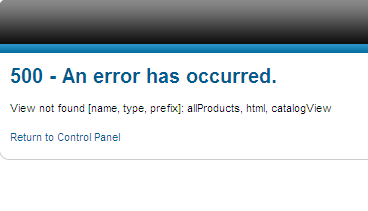 500 - An error has occurred.
View not found [name, type, prefix]: allProducts, html, catalogView
Return to Control Panel